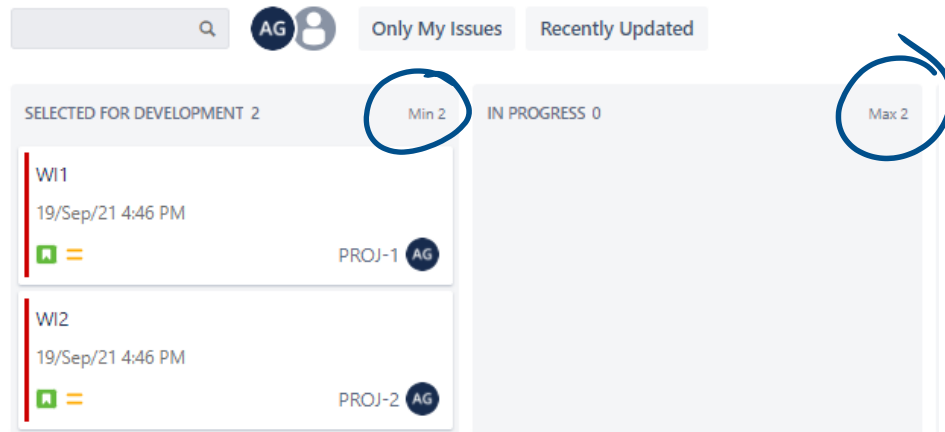 AG
Only My Issues
Recently Updated
SELECTED FOR DEVELOPMENT 2
Min 2
WI1
19/Sep/21 4:46 PM
PROJ-1 AG
WI2
19/Sep/21 4:46 PM
PROJ-2 AG
IN PROGRESS 0
Max 2